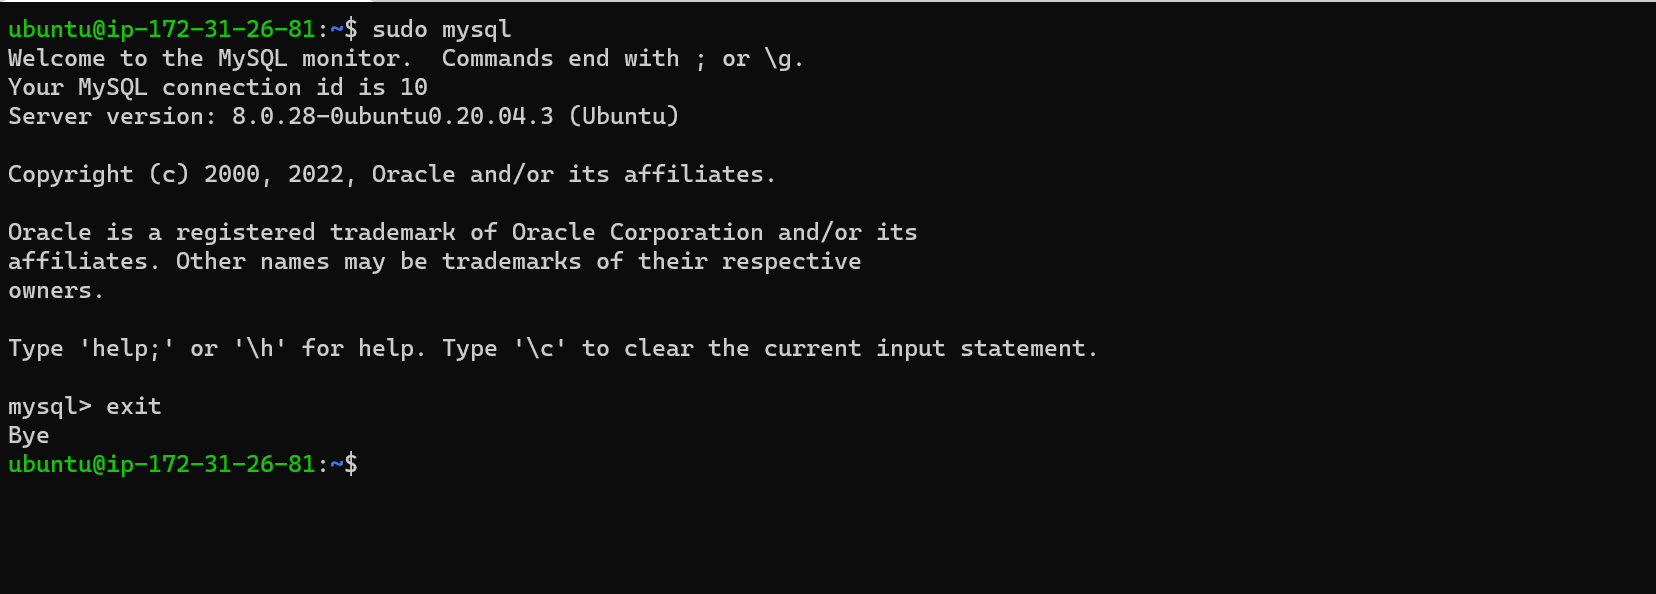 ubuntu@ip-172-31-26-81:~$ sudo mysql
Welcome to the MySQL monitor.  Commands end with ; or \g.
Your MySQL connection id is 10
Server version: 8.0.28-0ubuntu0.20.04.3 (Ubuntu)
Copyright (c) 2000, 2022, Oracle and/or its affiliates.
Oracle is a registered trademark of Oracle Corporation and/or its
affiliates. Other names may be trademarks of their respective
owners.
Type 'help;' or '\h' for help. Type '\c' to clear the current input statement.
mysql> exit
Bye
ubuntu@ip-172-31-26-81:~$